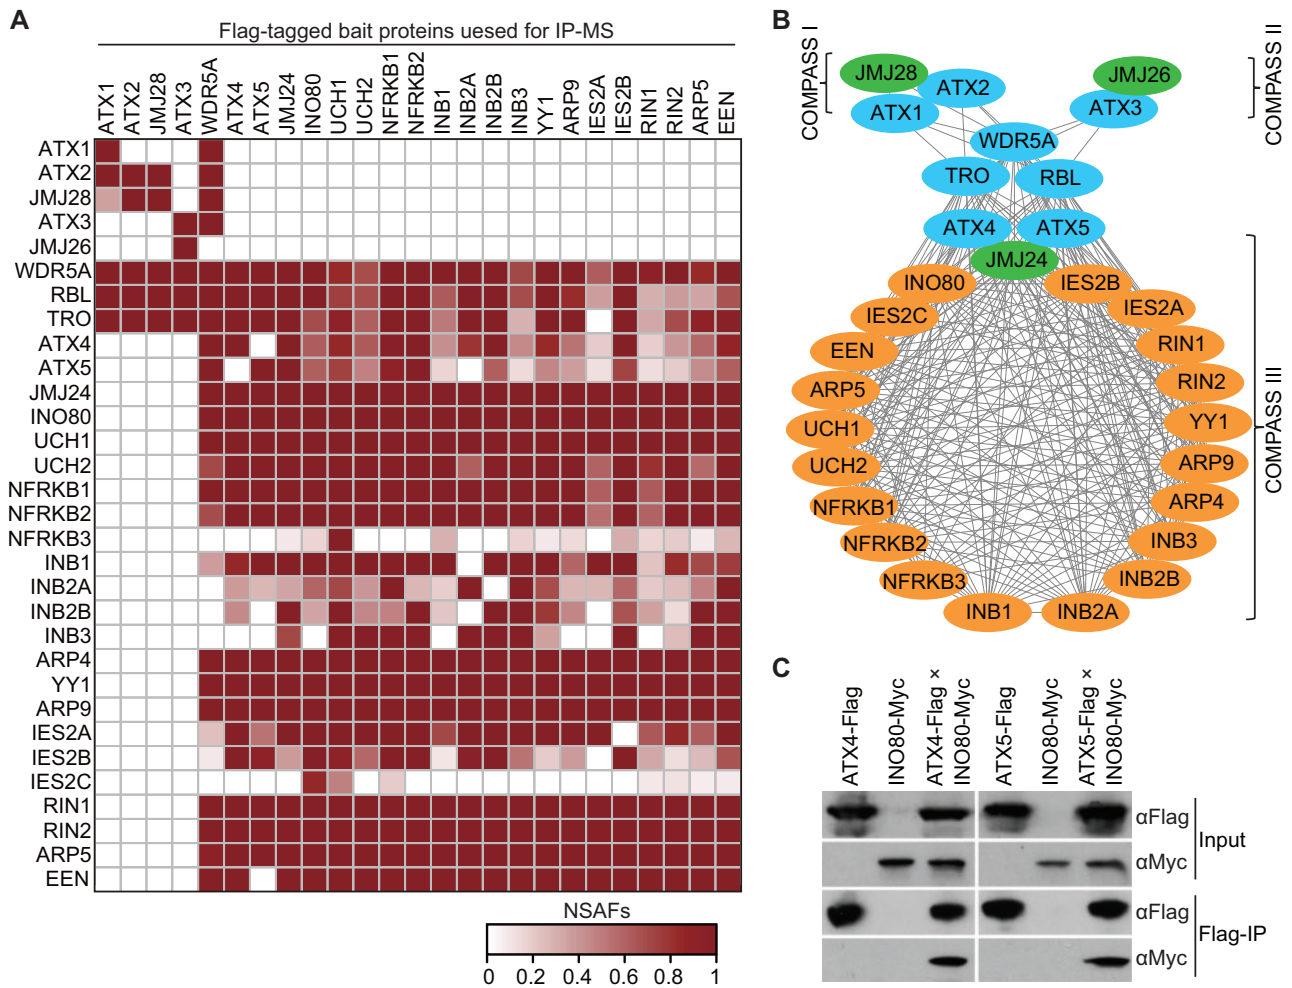 A
Flag-tagged bait proteins uesed for IP-MS
ATX1
ATX2
JMJ28
ATX3
WDR5A
ATX4
ATX5
JMJ24
INO80
UCH1
UCH2
NFRKB1
NFRKB2
INB1
INB2A
INB2B
INB3
YY1
ARP9
IES2A
IES2B
RIN1
RIN2
ARP5
EEN
ATX1
ATX2
JMJ28
ATX3
JMJ26
WDR5A
RBL
TRO
ATX4
ATX5
JMJ24
INO80
UCH1
UCH2
NFRKB1
NFRKB2
NFRKB3
INB1
INB2A
INB2B
INB3
ARP4
YY1
ARP9
IES2A
IES2B
IES2C
RIN1
RIN2
ARP5
EEN
NSAFs
0 0.2 0.4 0.6 0.8 1
B
COMPASS I
JMJ28
ATX2
ATX1
JMJ26
ATX3
COMPASS II
WDR5A
TRO
RBL
ATX4
ATX5
JMJ24
INO80
IES2B
IES2C
IES2A
EEN
RIN1
ARP5
RIN2
UCH1
YY1
UCH2
ARP9
NFRKB1
ARP4
NFRKB2
INB3
NFRKB3
INB2B
INB1
INB2A
COMPASS III
C
ATX4-Flag
INO80-Myc
ATX4-Flag ×
INO80-Myc
ATX5-Flag
INO80-Myc
ATX5-Flag ×
INO80-Myc
αFlag
αMyc
Input
αFlag
αMyc
Flag-IP